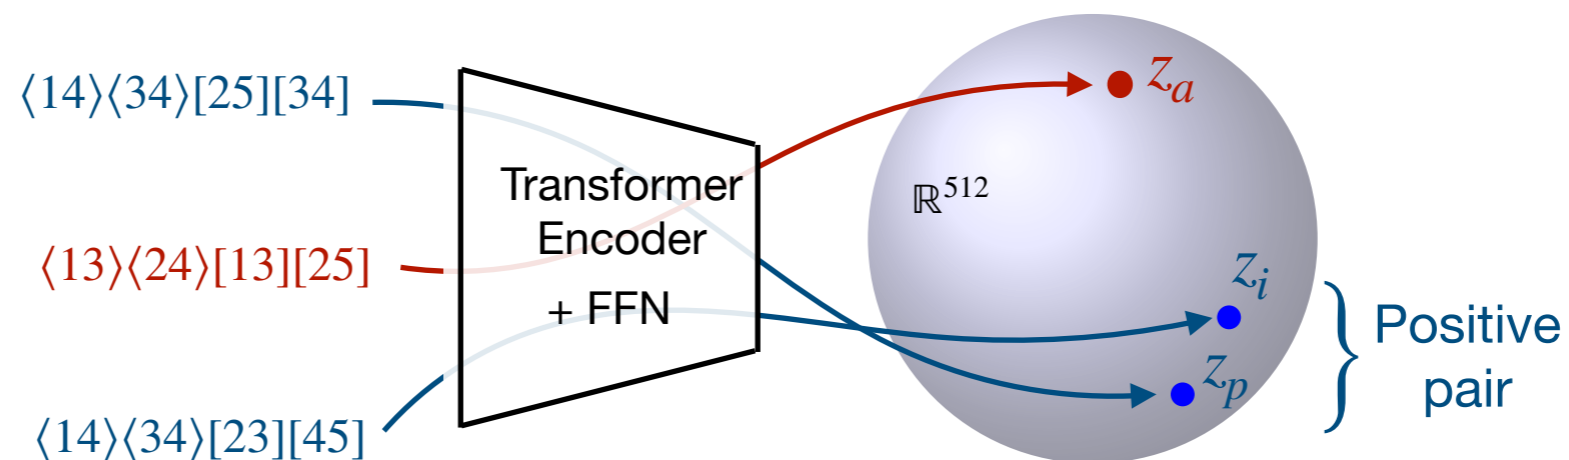 ⟨14⟩⟨34⟩[25][34]
⟨13⟩⟨24⟩[13][25]
⟨14⟩⟨34⟩[23][45]
Transformer
Encoder
+ FFN
ℝ^512
z_a
z_i
z_p
Positive
pair